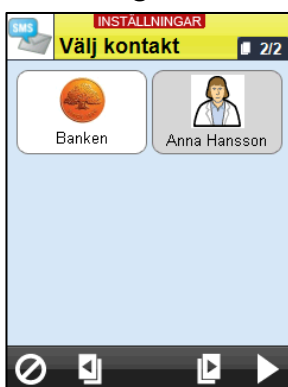 INSTÄLLNINGAR
SMS
Välj kontakt 2/2
Banken
Anna Hansson